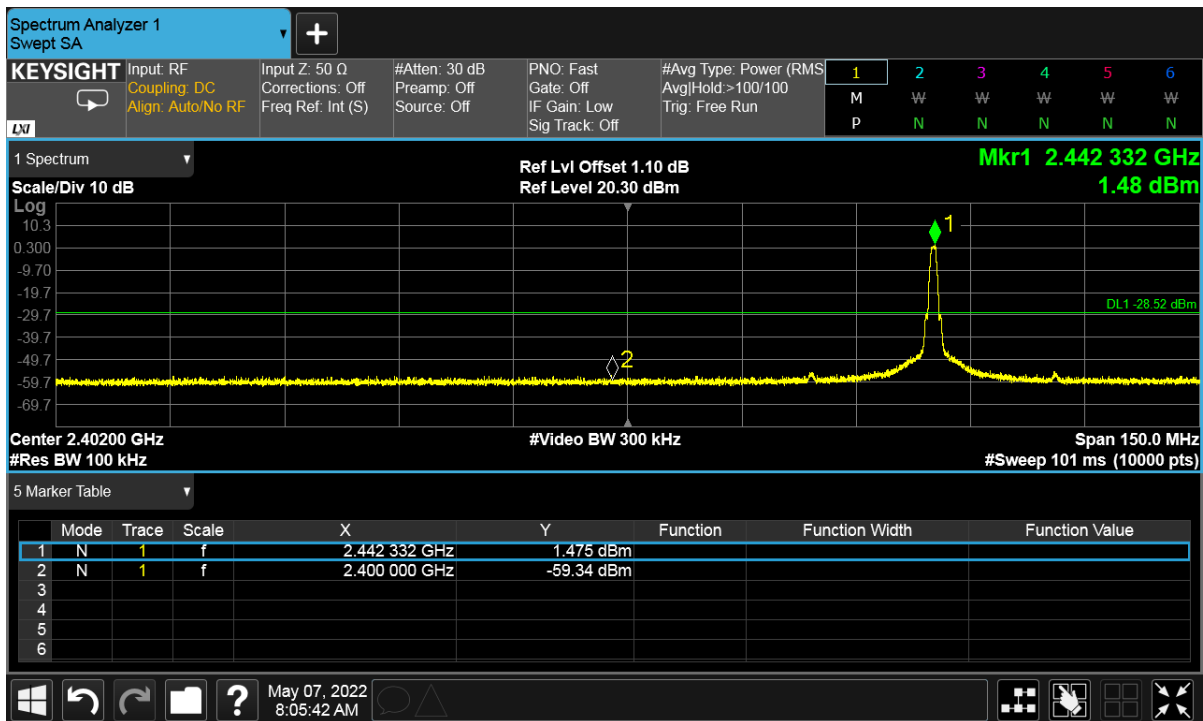 Spectrum Analyzer 1
Swept SA
+
KEYSIGHT
LXI
Input: RF
Coupling: DC
Align: Auto/No RF
Input Z: 50 Ω
Corrections: Off
Freq Ref: Int (S)
#Atten: 30 dB
Preamp: Off
Source: Off
PNO: Fast
Gate: Off
IF Gain: Low
Sig Track: Off
#Avg Type: Power (RMS
Avg|Hold:>100/100
Trig: Free Run
1 2 3 4 5 6
M W W W W W
P N N N N N
1 Spectrum
Scale/Div 10 dB
Ref Lvl Offset 1.10 dB
Ref Level 20.30 dBm
Mkr1 2.442 332 GHz
1.48 dBm
Log
10.3
0.300
-9.70
-19.7
-29.7
-39.7
-49.7
-59.7
-69.7
1
DL1 -28.52 dBm
2
Center 2.40200 GHz
#Video BW 300 kHz
Span 150.0 MHz
#Res BW 100 kHz
#Sweep 101 ms (10000 pts)
5 Marker Table
Mode Trace Scale X Y Function Function Width Function Value
1 N 1 f 2.442 332 GHz 1.475 dBm
2 N 1 f 2.400 000 GHz -59.34 dBm
3
4
5
6
?
May 07, 2022
8:05:42 AM